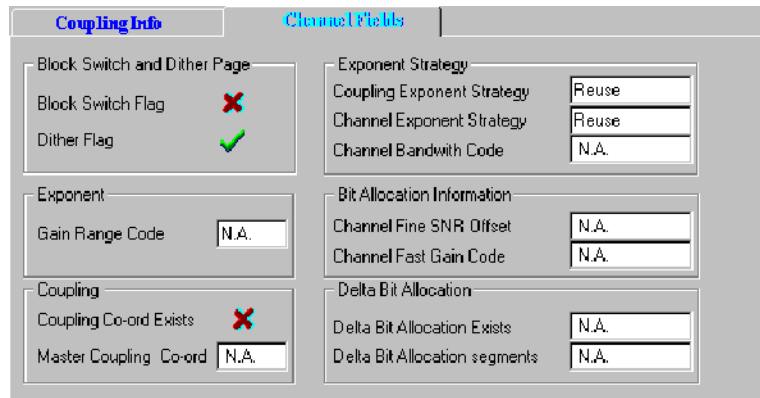 Coupling Info
Channel Fields
Block Switch and Dither Page
Block Switch Flag
Dither Flag
Exponent
Gain Range Code N.A.
Coupling
Coupling Co-ord Exists
Master Coupling Co-ord N.A.
Exponent Strategy
Coupling Exponent Strategy Reuse
Channel Exponent Strategy Reuse
Channel Bandwith Code N.A.
Bit Allocation Information
Channel Fine SNR Offset N.A.
Channel Fast Gain Code N.A.
Delta Bit Allocation
Delta Bit Allocation Exists N.A.
Delta Bit Allocation segments N.A.